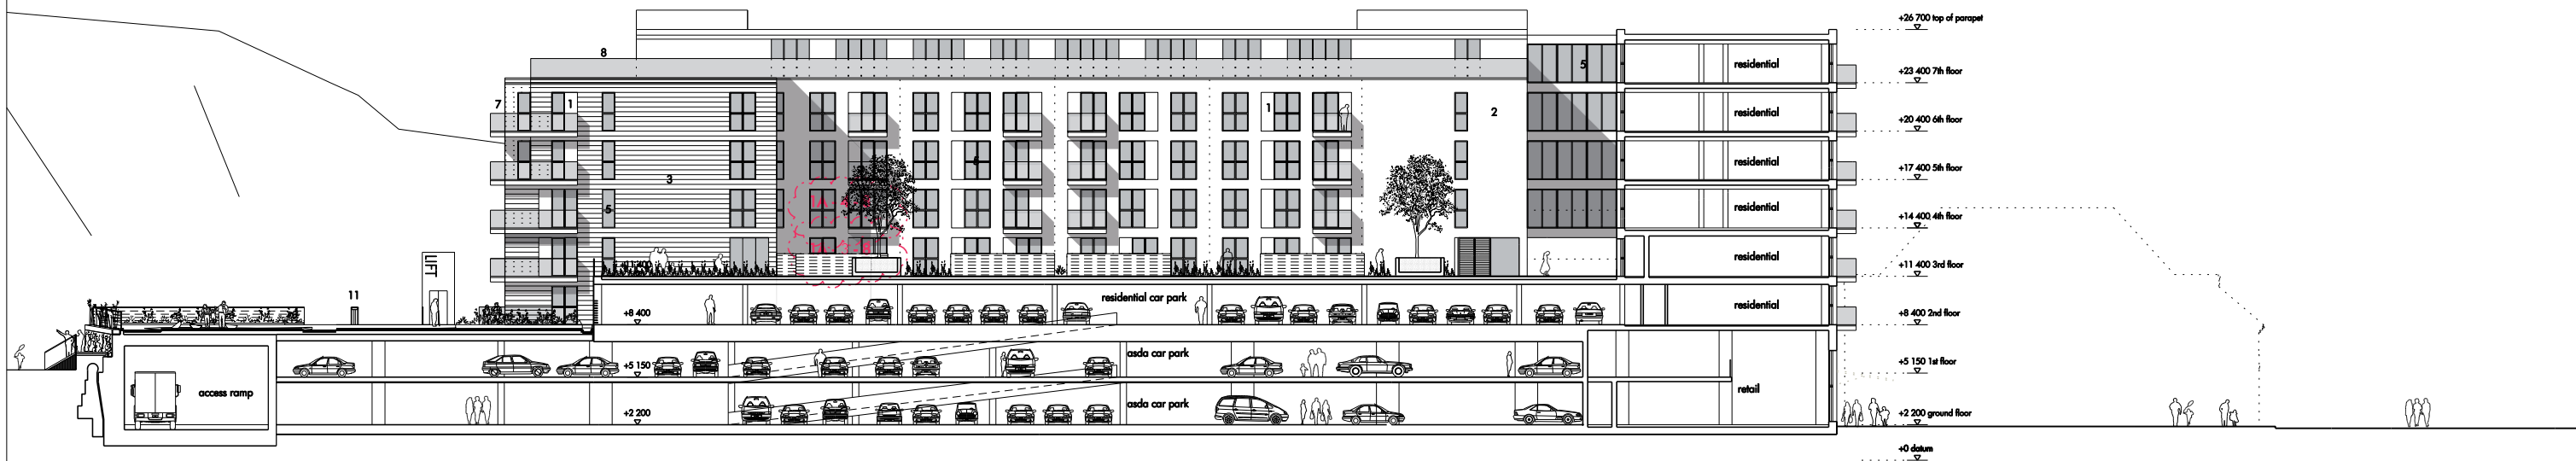 +26 700 top of parapet
8
5
residential
+23 400 7th floor
7
1
1
2
residential
+20 400 6th floor
6
residential
+17 400 5th floor
3
5
residential
+14 400 4th floor
residential
+11 400 3rd floor
LIFT
11
residential car park
residential
+8 400
+8 400 2nd floor
asda car park
+5 150
+5 150 1st floor
access ramp
retail
asda car park
+2 200
+2 200 ground floor
+0 datum